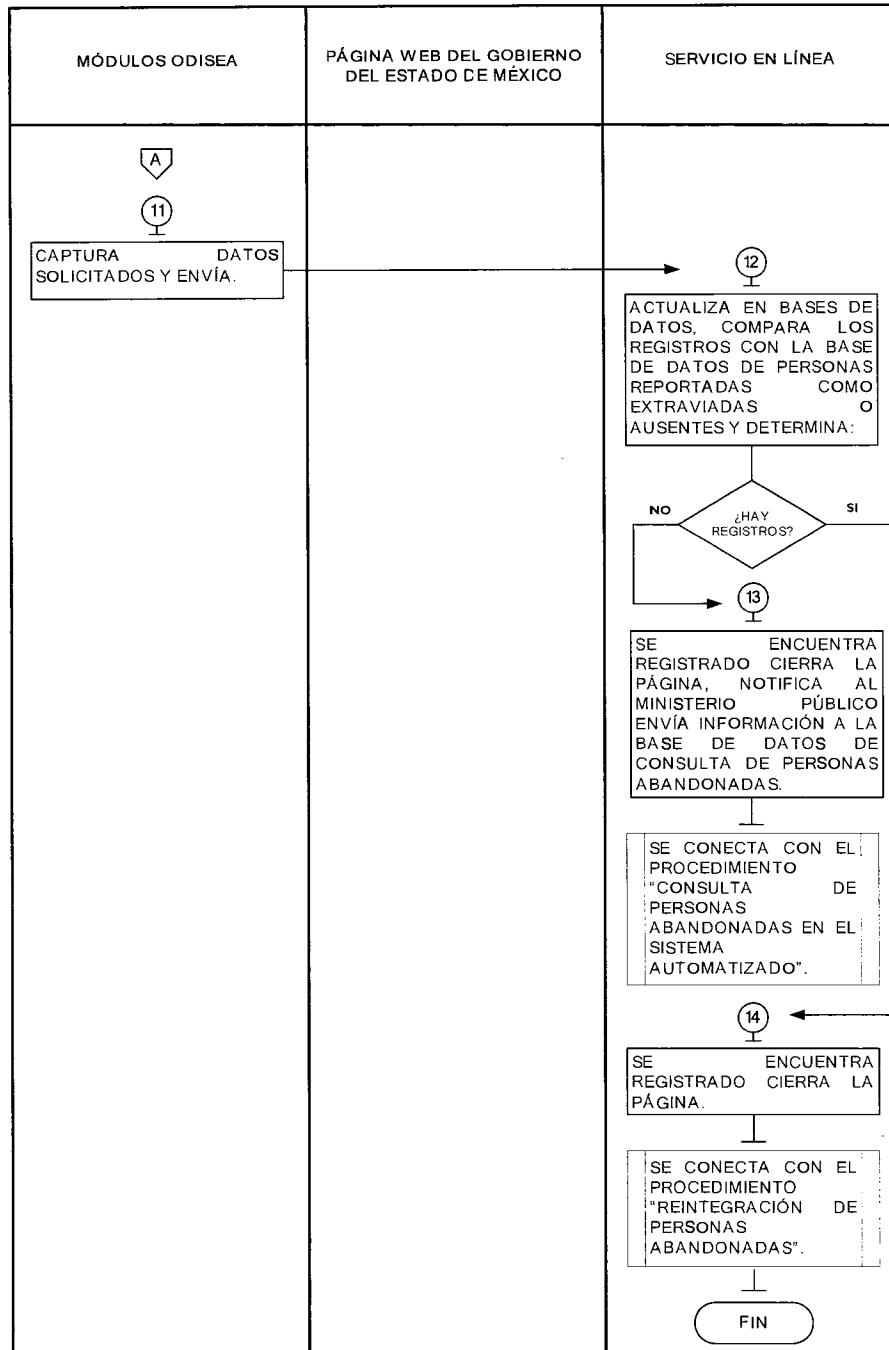 MÓDULOS ODISEA
PÁGINA WEB DEL GOBIERNO
DEL ESTADO DE MÉXICO
SERVICIO EN LÍNEA
A
11
CAPTURA DATOS
SOLICITADOS Y ENVÍA.
12
ACTUALIZA EN BASES DE
DATOS, COMPARA LOS
REGISTROS CON LA BASE
DE DATOS DE PERSONAS
REPORTADAS COMO
EXTRAVIADAS O
AUSENTES Y DETERMINA:
NO
¿HAY
REGISTROS?
SI
13
SE ENCUENTRA
REGISTRADO CIERRA LA
PÁGINA, NOTIFICA AL
MINISTERIO PÚBLICO
ENVÍA INFORMACIÓN A LA
BASE DE DATOS DE
CONSULTA DE PERSONAS
ABANDONADAS.
SE CONECTA CON EL
PROCEDIMIENTO
"CONSULTA DE
PERSONAS
ABANDONADAS EN EL
SISTEMA
AUTOMATIZADO".
14
SE ENCUENTRA
REGISTRADO CIERRA LA
PÁGINA.
SE CONECTA CON EL
PROCEDIMIENTO
"REINTEGRACIÓN DE
PERSONAS
ABANDONADAS".
FIN